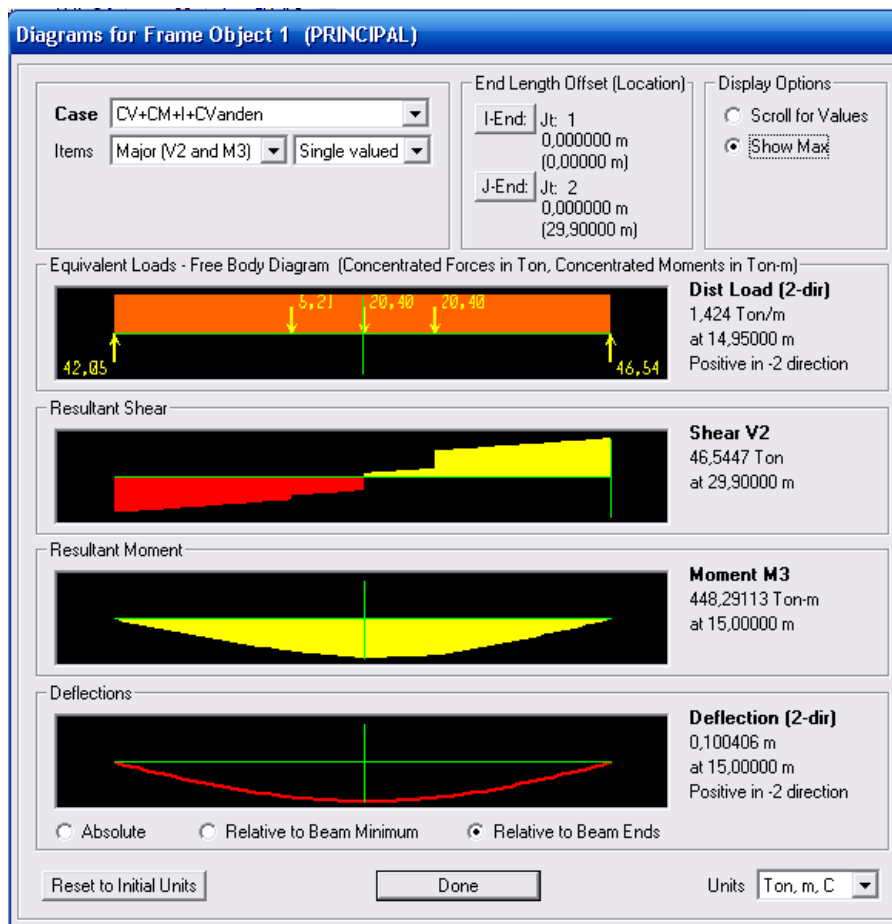 Diagrams for Frame Object 1 (PRINCIPAL)
Case CV+CM+I+CVanden
Items Major (V2 and M3) Single valued
End Length Offset (Location)
I-End: Jt: 1
0,000000 m
(0,00000 m)
J-End: Jt: 2
0,000000 m
(29,90000 m)
Display Options
Scroll for Values
Show Max
Equivalent Loads - Free Body Diagram (Concentrated Forces in Ton, Concentrated Moments in Ton-m)
5,21 20,40 20,40
42,05 46,54
Dist Load (2-dir)
1,424 Ton/m
at 14,95000 m
Positive in -2 direction
Resultant Shear
Shear V2
46,5447 Ton
at 29,90000 m
Resultant Moment
Moment M3
448,29113 Ton-m
at 15,00000 m
Deflections
Deflection (2-dir)
0,100406 m
at 15,00000 m
Positive in -2 direction
Absolute Relative to Beam Minimum Relative to Beam Ends
Reset to Initial Units Done Units Ton, m, C